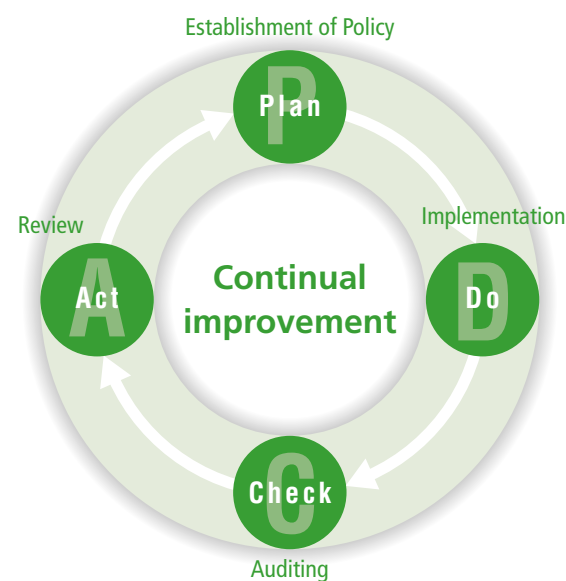 Establishment of Policy
P
Plan
Implementation
D
Do
Review
A
Act
Continual
improvement
C
Check
Auditing